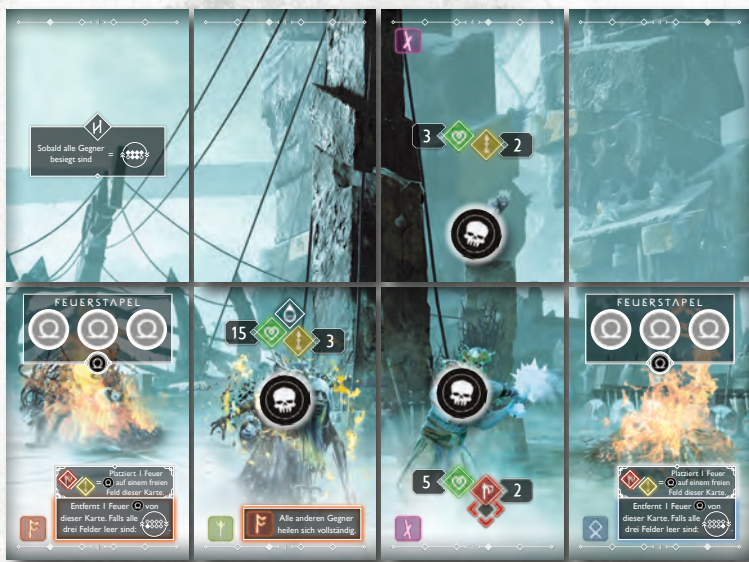 Sobald alle Gegner
besiegt sind =
3
2
FEUERSTAPEL
Platziert 1 Feuer
= auf einem freien
Feld dieser Karte.
Entfernt 1 Feuer von
dieser Karte. Falls alle
drei Felder leer sind:
15
3
Alle anderen Gegner
heilen sich vollständig.
5
2
FEUERSTAPEL
Platziert 1 Feuer
= auf einem freien
Feld dieser Karte.
Entfernt 1 Feuer von
dieser Karte. Falls alle
drei Felder leer sind: